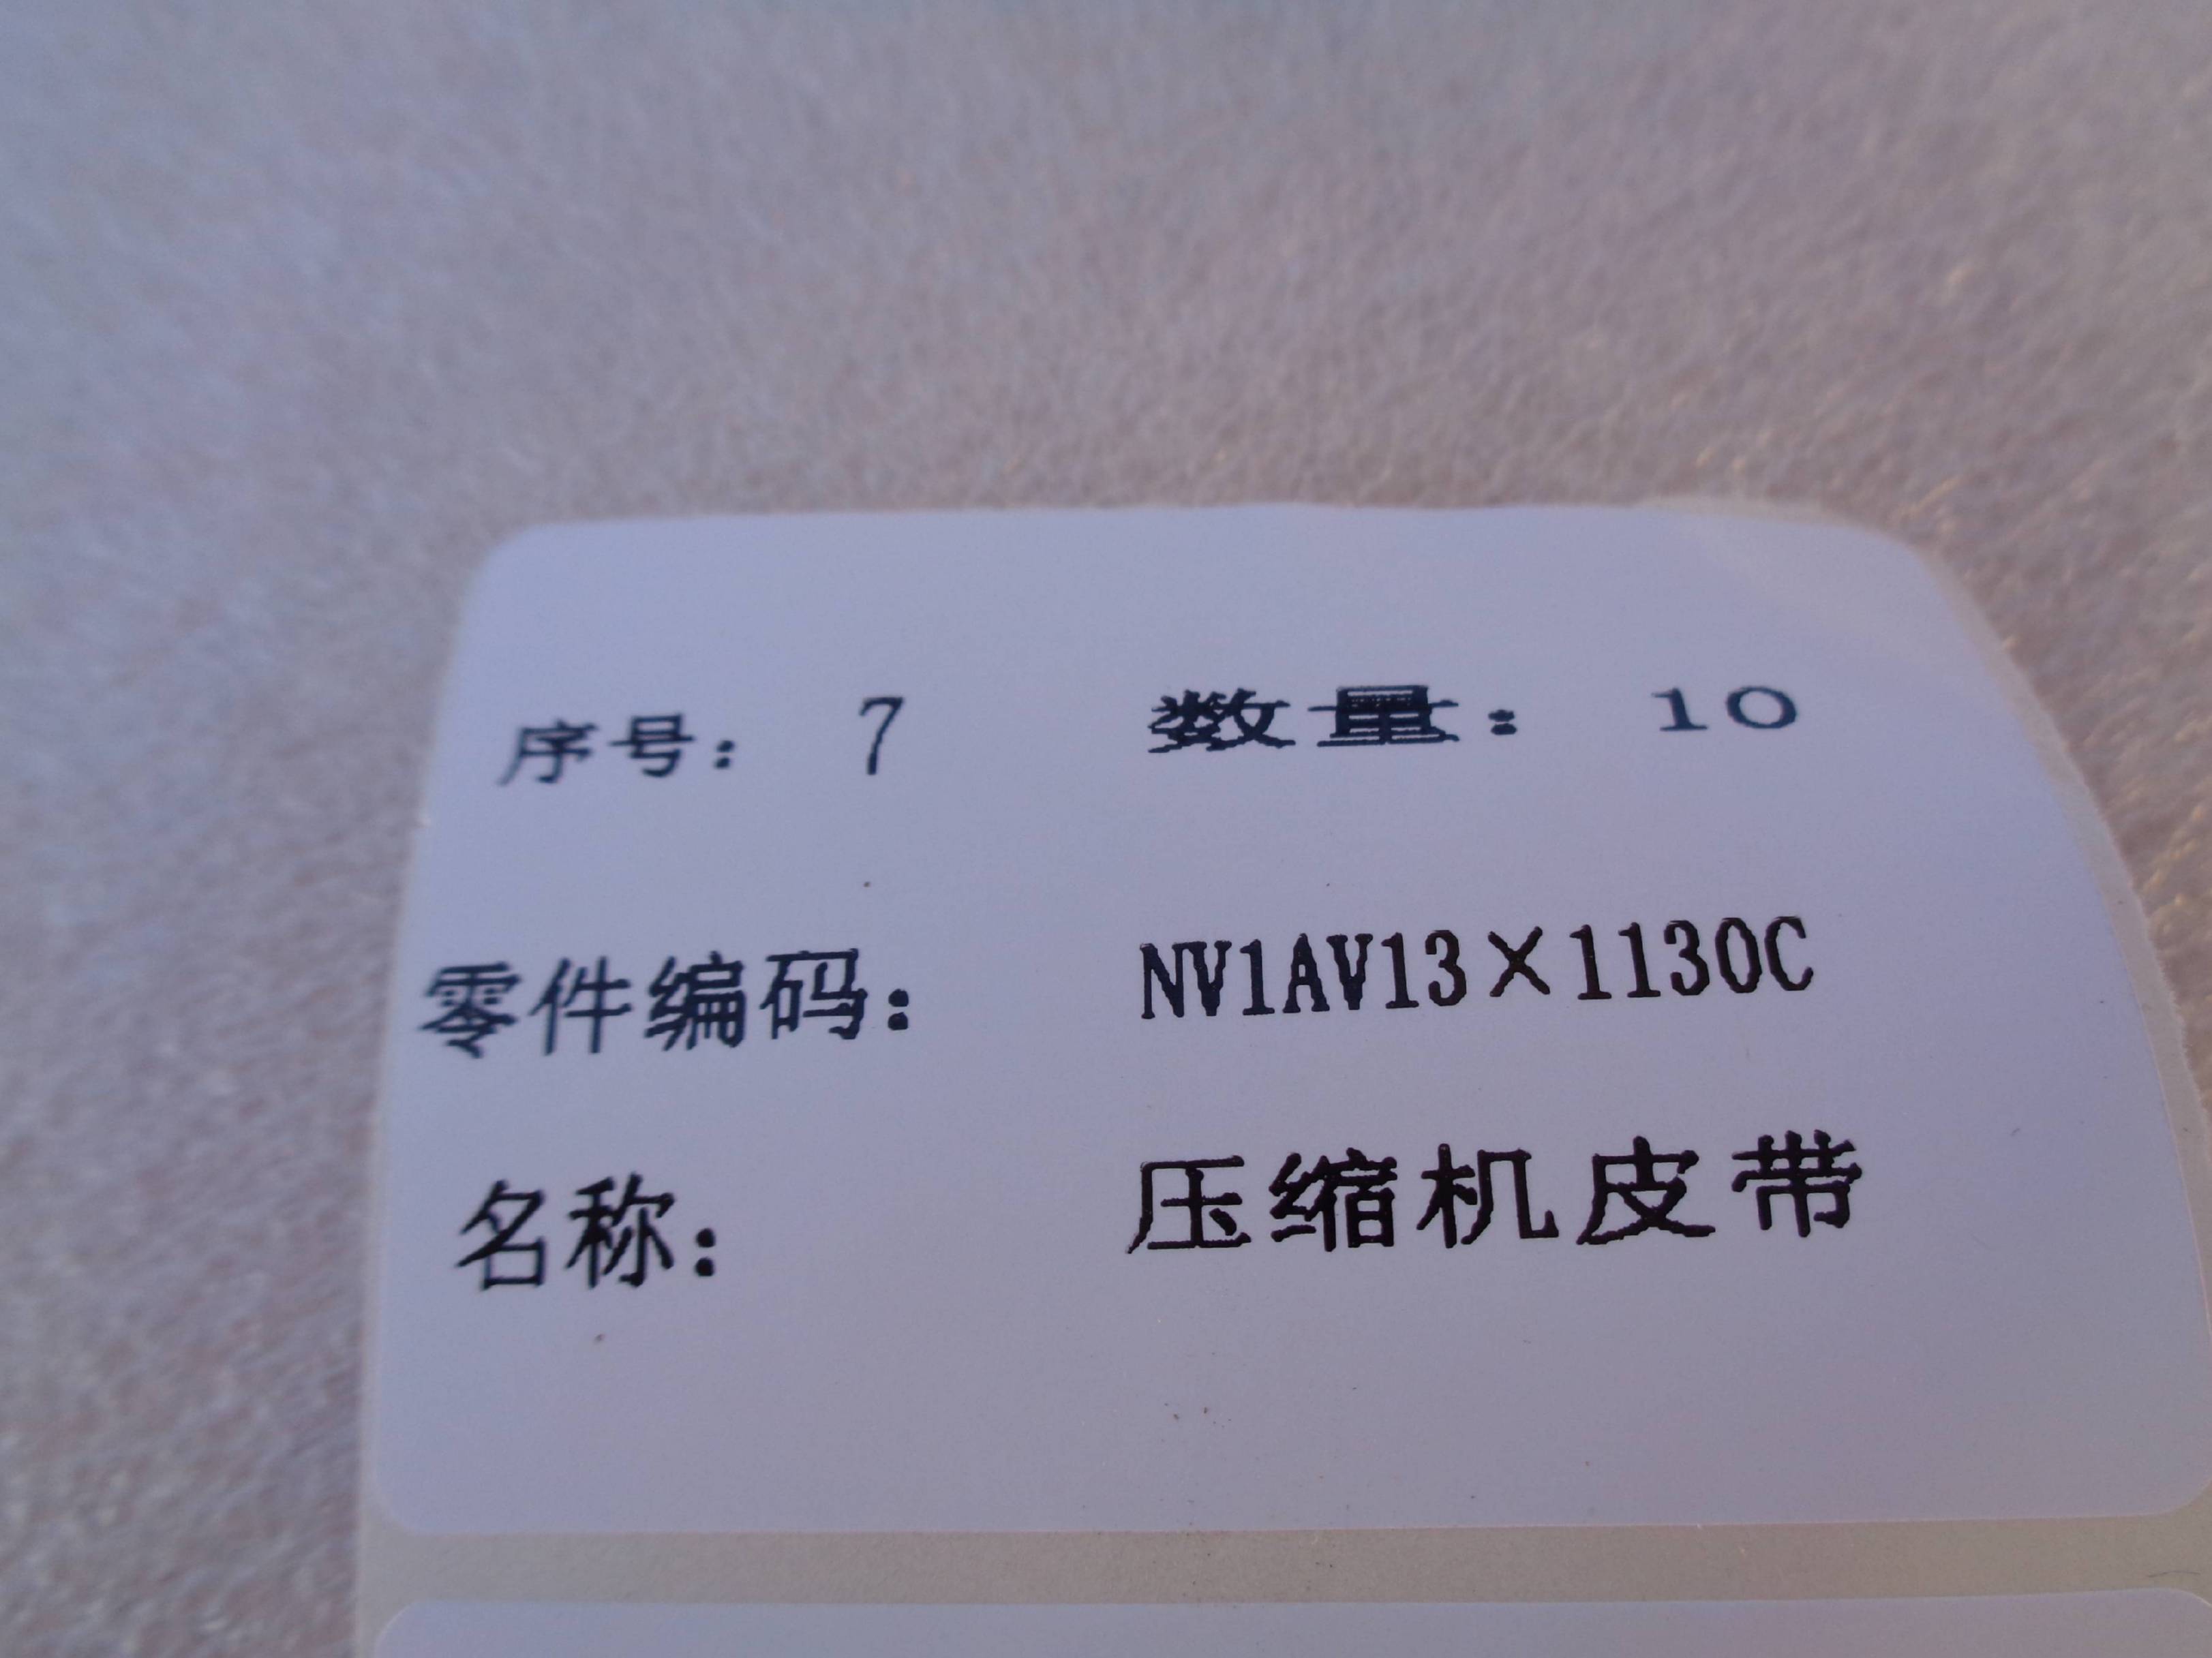 序号： 7 数量： 10
零件编码： NV1AV13×1130C
名称： 压缩机皮带